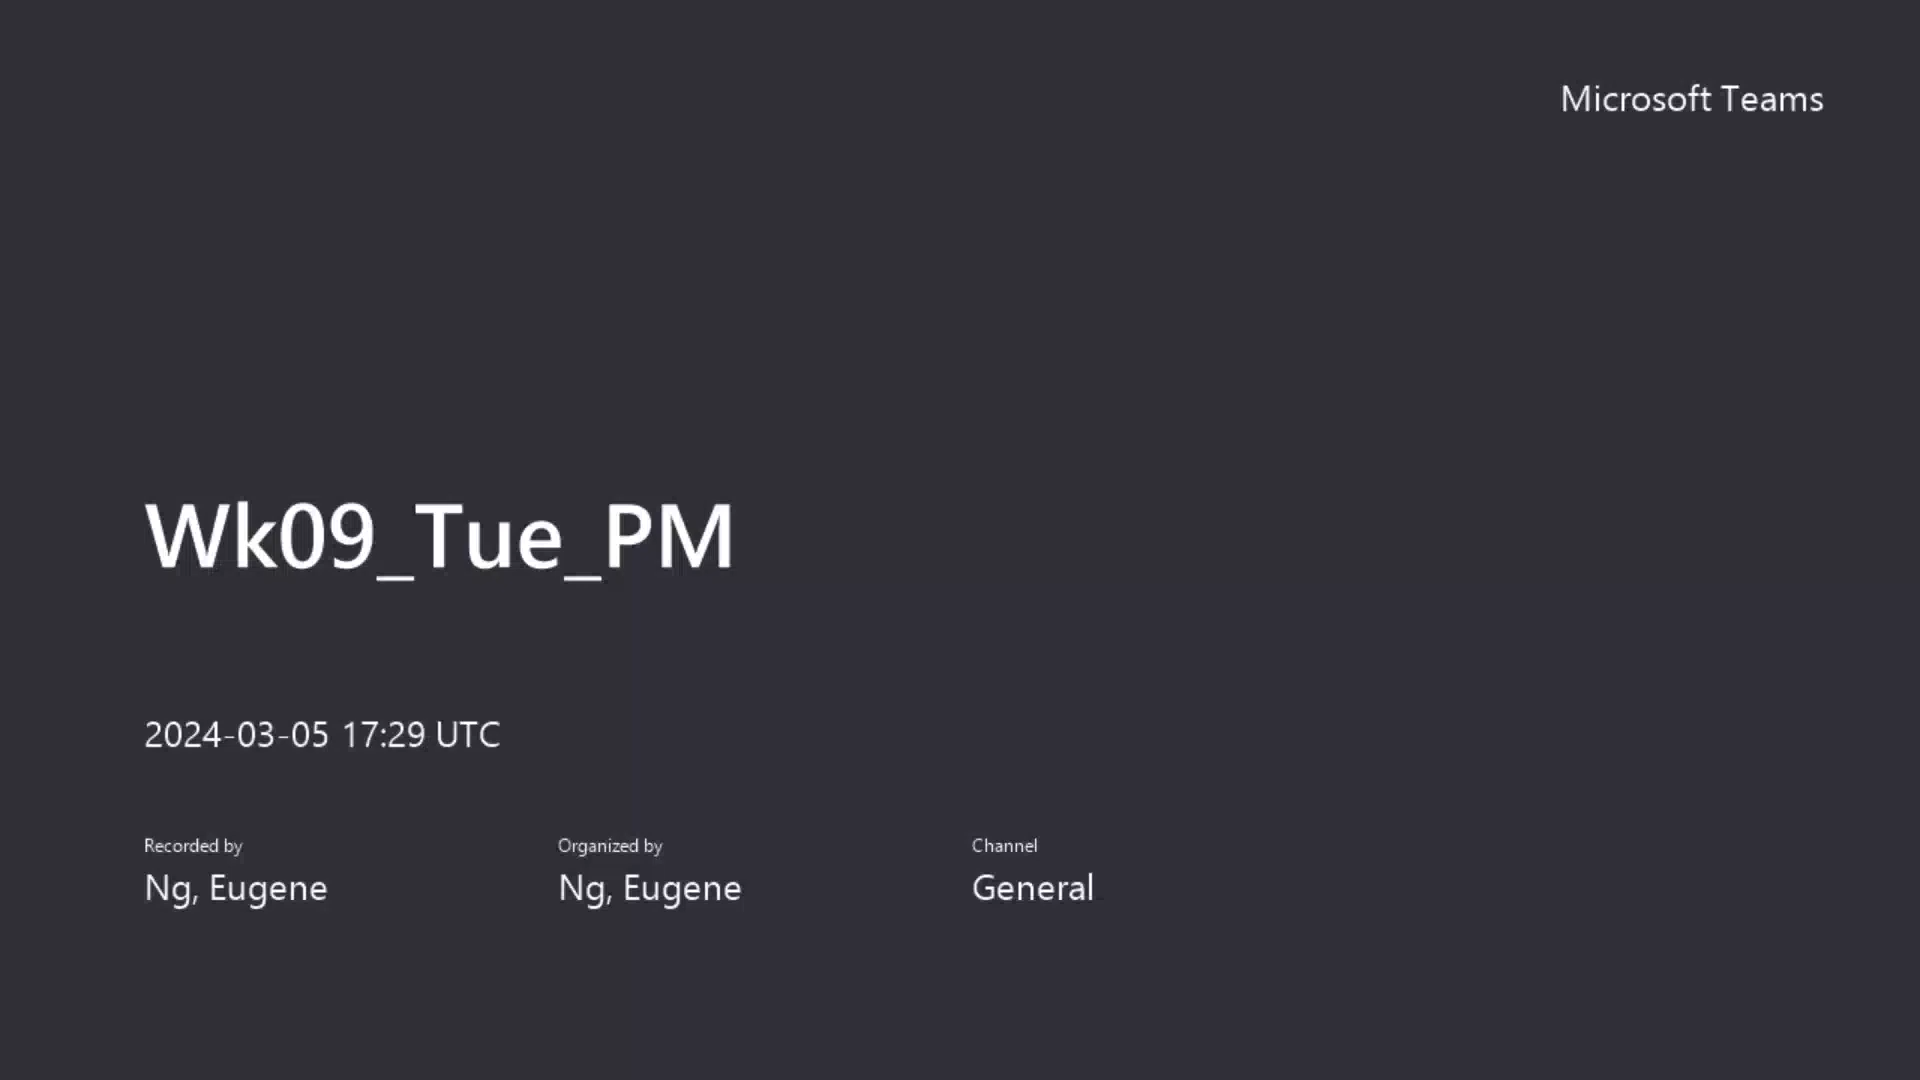 Microsoft Teams
Wk09_Tue_PM
2024-03-05 17:29 UTC
Recorded by
Ng, Eugene
Organized by
Ng, Eugene
Channel
General